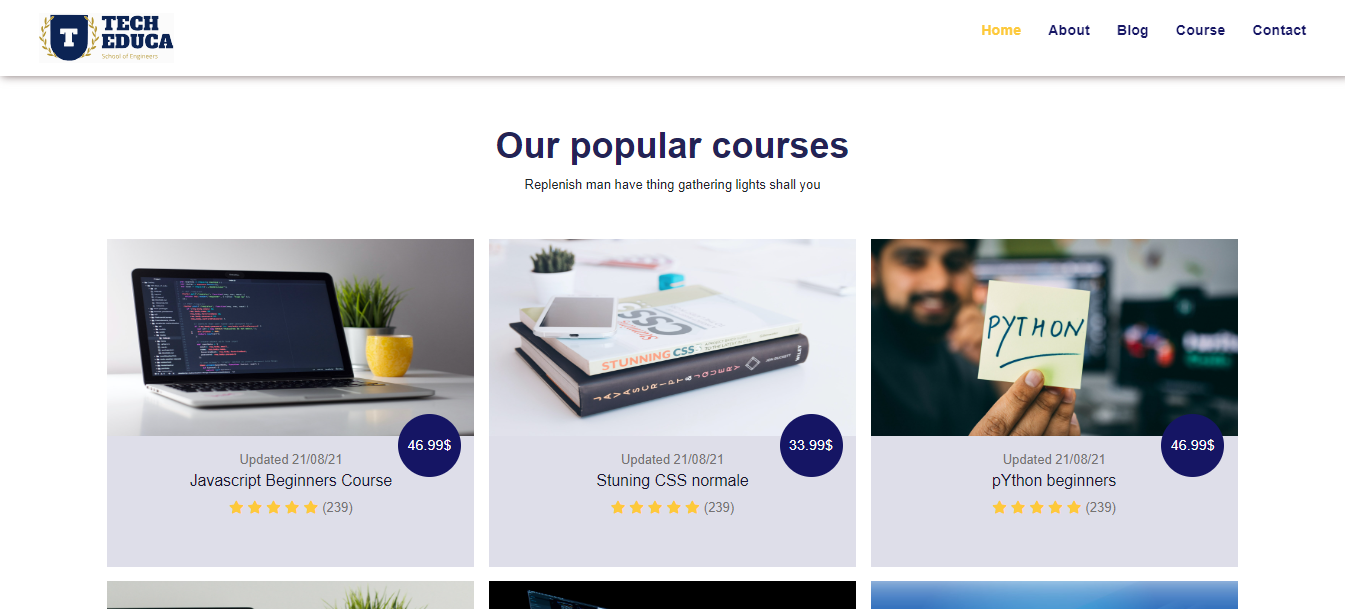 TECH
EDUCA
School of Engineers
Home About Blog Course Contact
Our popular courses
Replenish man have thing gathering lights shall you
STUNNING CSS
JAVASCRIPT & JQUERY
PYTHON
46.99$
33.99$
46.99$
Updated 21/08/21
Javascript Beginners Course
(239)
Updated 21/08/21
Stuning CSS normale
(239)
Updated 21/08/21
pYthon beginners
(239)